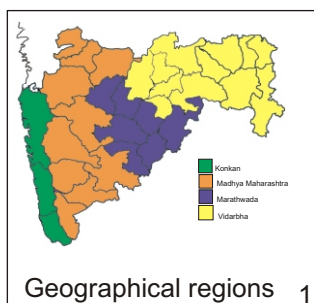 Konkan
Madhya Maharashtra
Marathwada
Vidarbha
Geographical regions 1